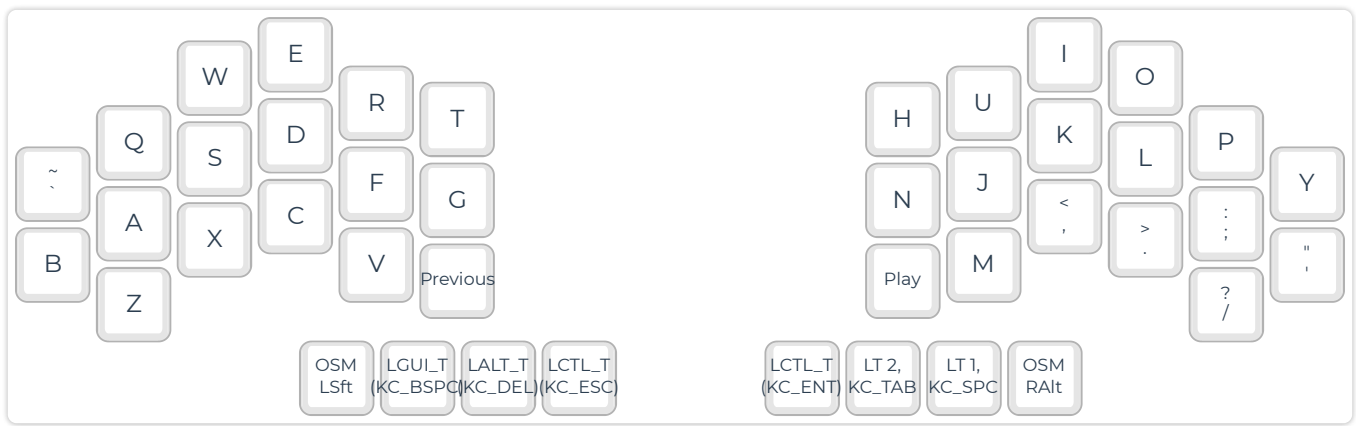 E
I
W
O
R
U
T
H
Q
D
K
P
S
L
~
`
F
J
Y
G
N
A
C
<
,
:
;
X
>
.
B
V
M
"
'
Z
Previous
Play
?
/
OSM
LSft
LGUI_T
(KC_BSPC)
LALT_T
(KC_DEL)
LCTL_T
(KC_ESC)
LCTL_T
(KC_ENT)
LT 2,
KC_TAB
LT 1,
KC_SPC
OSM
RAlt